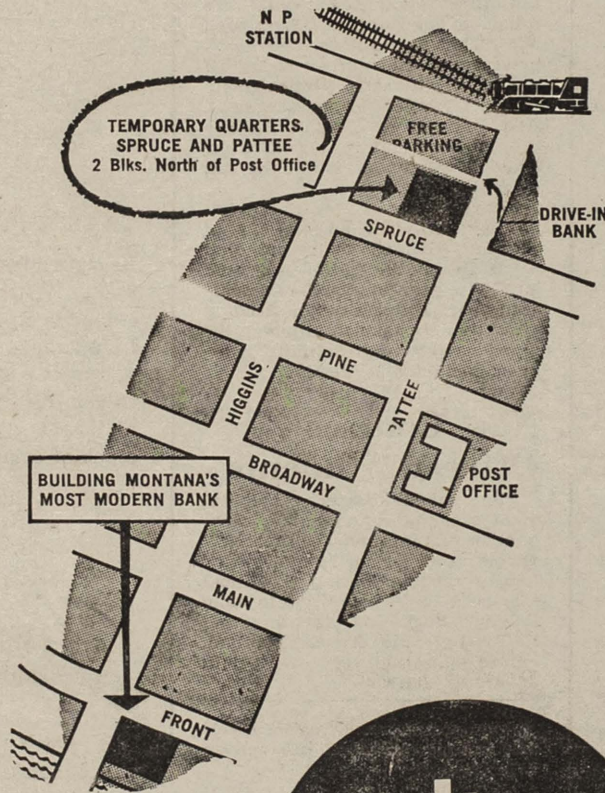 N P
STATION
TEMPORARY QUARTERS.
SPRUCE AND PATTEE
2 Blks. North of Post Office
FREE
PARKING
DRIVE-IN
BANK
SPRUCE
PINE
HIGGINS
PATTEE
BROADWAY
POST
OFFICE
BUILDING MONTANA'S
MOST MODERN BANK
MAIN
FRONT